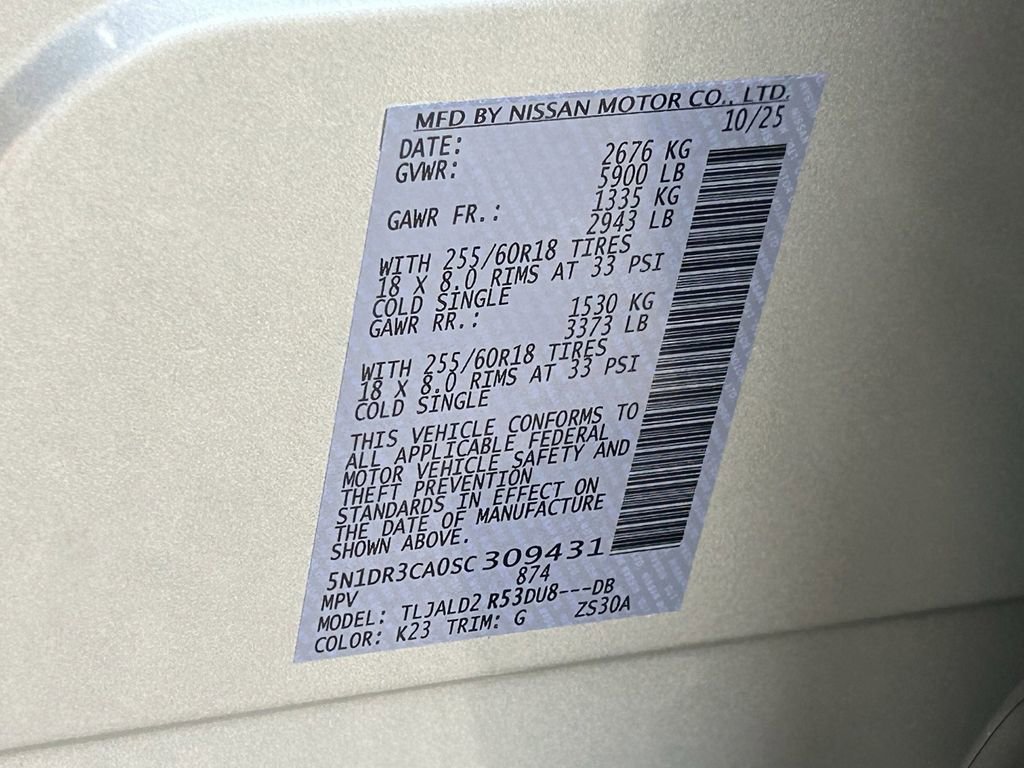 MFD BY NISSAN MOTOR CO., LTD.
DATE: 10/25
GVWR: 2676 KG
5900 LB
GAWR FR.: 1335 KG
2943 LB
WITH 255/60R18 TIRES
18 X 8.0 RIMS AT 33 PSI
COLD SINGLE
GAWR RR.: 1530 KG
3373 LB
WITH 255/60R18 TIRES
18 X 8.0 RIMS AT 33 PSI
COLD SINGLE
THIS VEHICLE CONFORMS TO
ALL APPLICABLE FEDERAL
MOTOR VEHICLE SAFETY AND
THEFT PREVENTION
STANDARDS IN EFFECT ON
THE DATE OF MANUFACTURE
SHOWN ABOVE.
5N1DR3CA0SC309431
MPV 874
MODEL: TLJALD2 R53DU8---DB
COLOR: K23 TRIM: G ZS30A